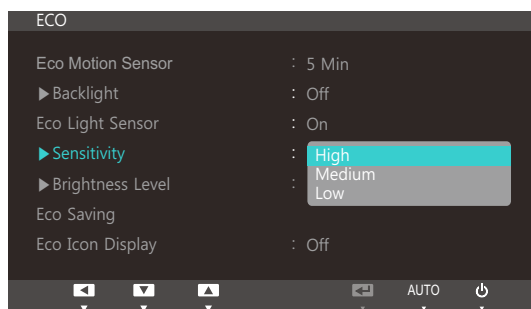 ECO
Eco Motion Sensor : 5 Min
▶Backlight : Off
Eco Light Sensor : On
▶Sensitivity : High
Medium
▶Brightness Level :
Low
Eco Saving
Eco Icon Display : Off
AUTO